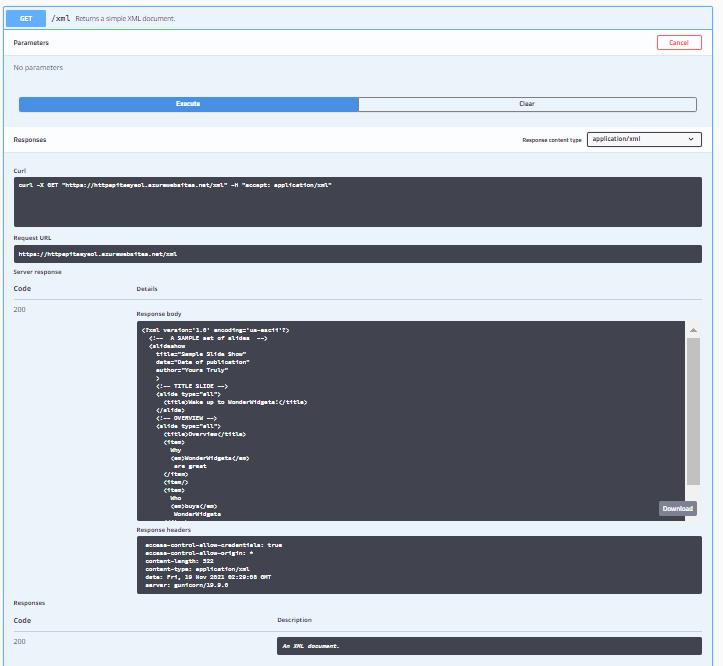 GET /xml Returns a simple XML document.
Parameters
Cancel
No parameters
Execute
Clear
Responses
Response content type
application/xml
Curl
curl -X GET "https://httpapitesyeol.azurewebsites.net/xml" -H "accept: application/xml"
Request URL
https://httpapitesyeol.azurewebsites.net/xml
Server response
Code
Details
200
Response body
<?xml version='1.0' encoding='us-ascii'?>
<!--  A SAMPLE set of slides  -->
<slideshow
title="Sample Slide Show"
date="Date of publication"
author="Yours Truly"
>
<!-- TITLE SLIDE -->
<slide type="all">
<title>Wake up to WonderWidgets!</title>
</slide>
<!-- OVERVIEW -->
<slide type="all">
<title>Overview</title>
<item>
Why
<em>WonderWidgets</em>
are great
</item>
<item/>
<item>
Who
<em>buys</em>
WonderWidgets
Download
Response headers
access-control-allow-credentials: true
access-control-allow-origin: *
content-length: 522
content-type: application/xml
date: Fri, 19 Nov 2021 02:29:08 GMT
server: gunicorn/19.9.0
Responses
Code
Description
200
An XML document.